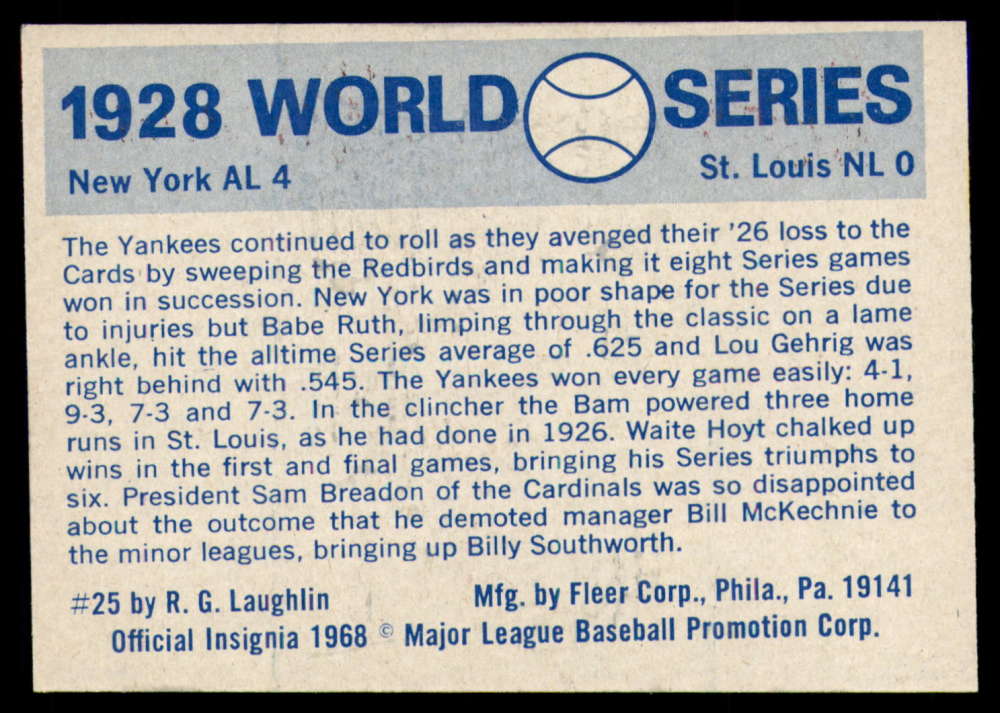 1928 WORLD SERIES
New York AL 4 St. Louis NL 0
The Yankees continued to roll as they avenged their '26 loss to the
Cards by sweeping the Redbirds and making it eight Series games
won in succession. New York was in poor shape for the Series due
to injuries but Babe Ruth, limping through the classic on a lame
ankle, hit the alltime Series average of .625 and Lou Gehrig was
right behind with .545. The Yankees won every game easily: 4-1,
9-3, 7-3 and 7-3. In the clincher the Bam powered three home
runs in St. Louis, as he had done in 1926. Waite Hoyt chalked up
wins in the first and final games, bringing his Series triumphs to
six. President Sam Breadon of the Cardinals was so disappointed
about the outcome that he demoted manager Bill McKechnie to
the minor leagues, bringing up Billy Southworth.
#25 by R. G. Laughlin Mfg. by Fleer Corp., Phila., Pa. 19141
Official Insignia 1968 © Major League Baseball Promotion Corp.